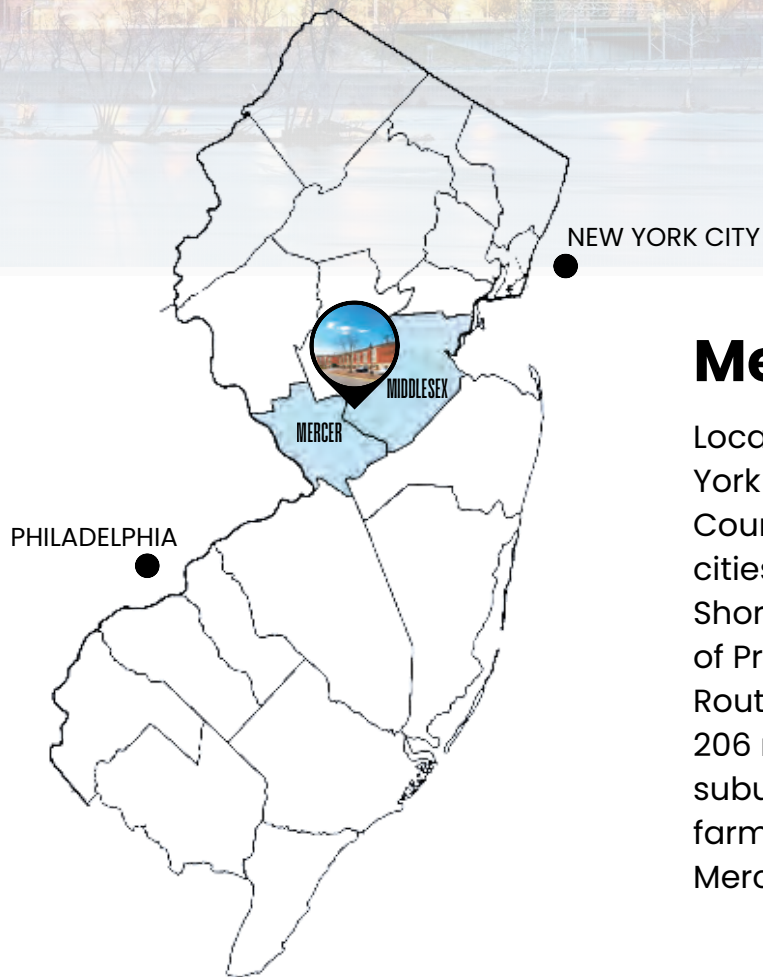 NEW YORK CITY
MIDDLESEX
MERCER
PHILADELPHIA
Me
Loca
York
Coun
cities
Shor
of Pr
Rout
206
subu
farm
Merc